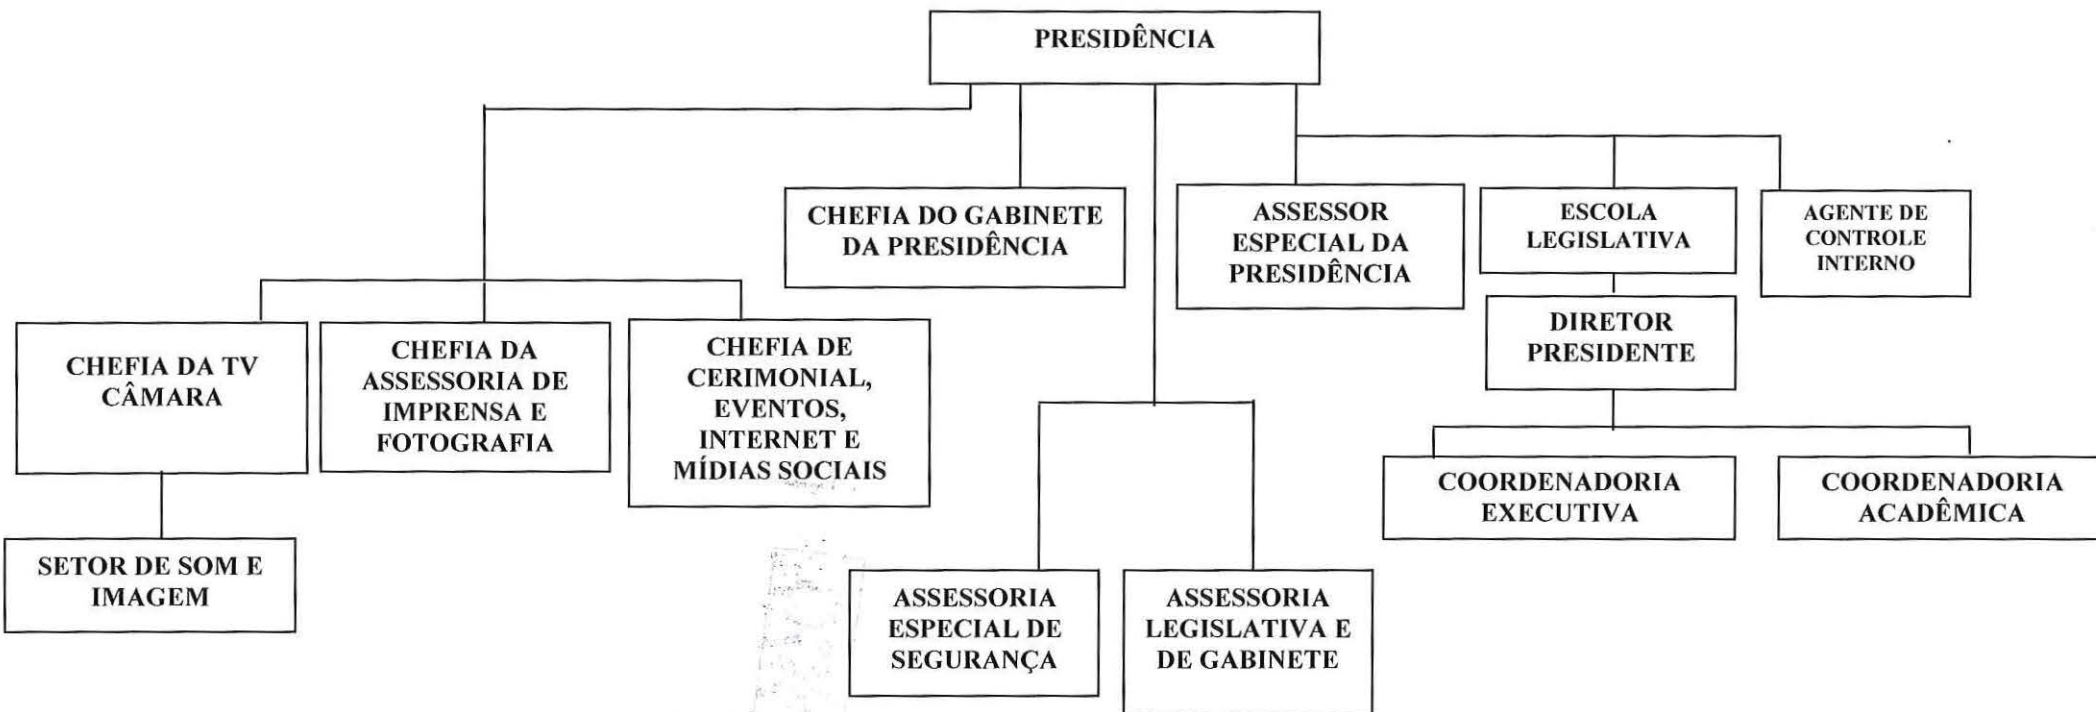 PRESIDÊNCIA
CHEFIA DO GABINETE
DA PRESIDÊNCIA
ASSESSOR
ESPECIAL DA
PRESIDÊNCIA
ESCOLA
LEGISLATIVA
AGENTE DE
CONTROLE
INTERNO
DIRETOR
PRESIDENTE
CHEFIA DA TV
CÂMARA
CHEFIA DA
ASSESSORIA DE
IMPRENSA E
FOTOGRAFIA
CHEFIA DE
CERIMONIAL,
EVENTOS,
INTERNET E
MÍDIAS SOCIAIS
COORDENADORIA
EXECUTIVA
COORDENADORIA
ACADÊMICA
SETOR DE SOM E
IMAGEM
ASSESSORIA
ESPECIAL DE
SEGURANÇA
ASSESSORIA
LEGISLATIVA E
DE GABINETE